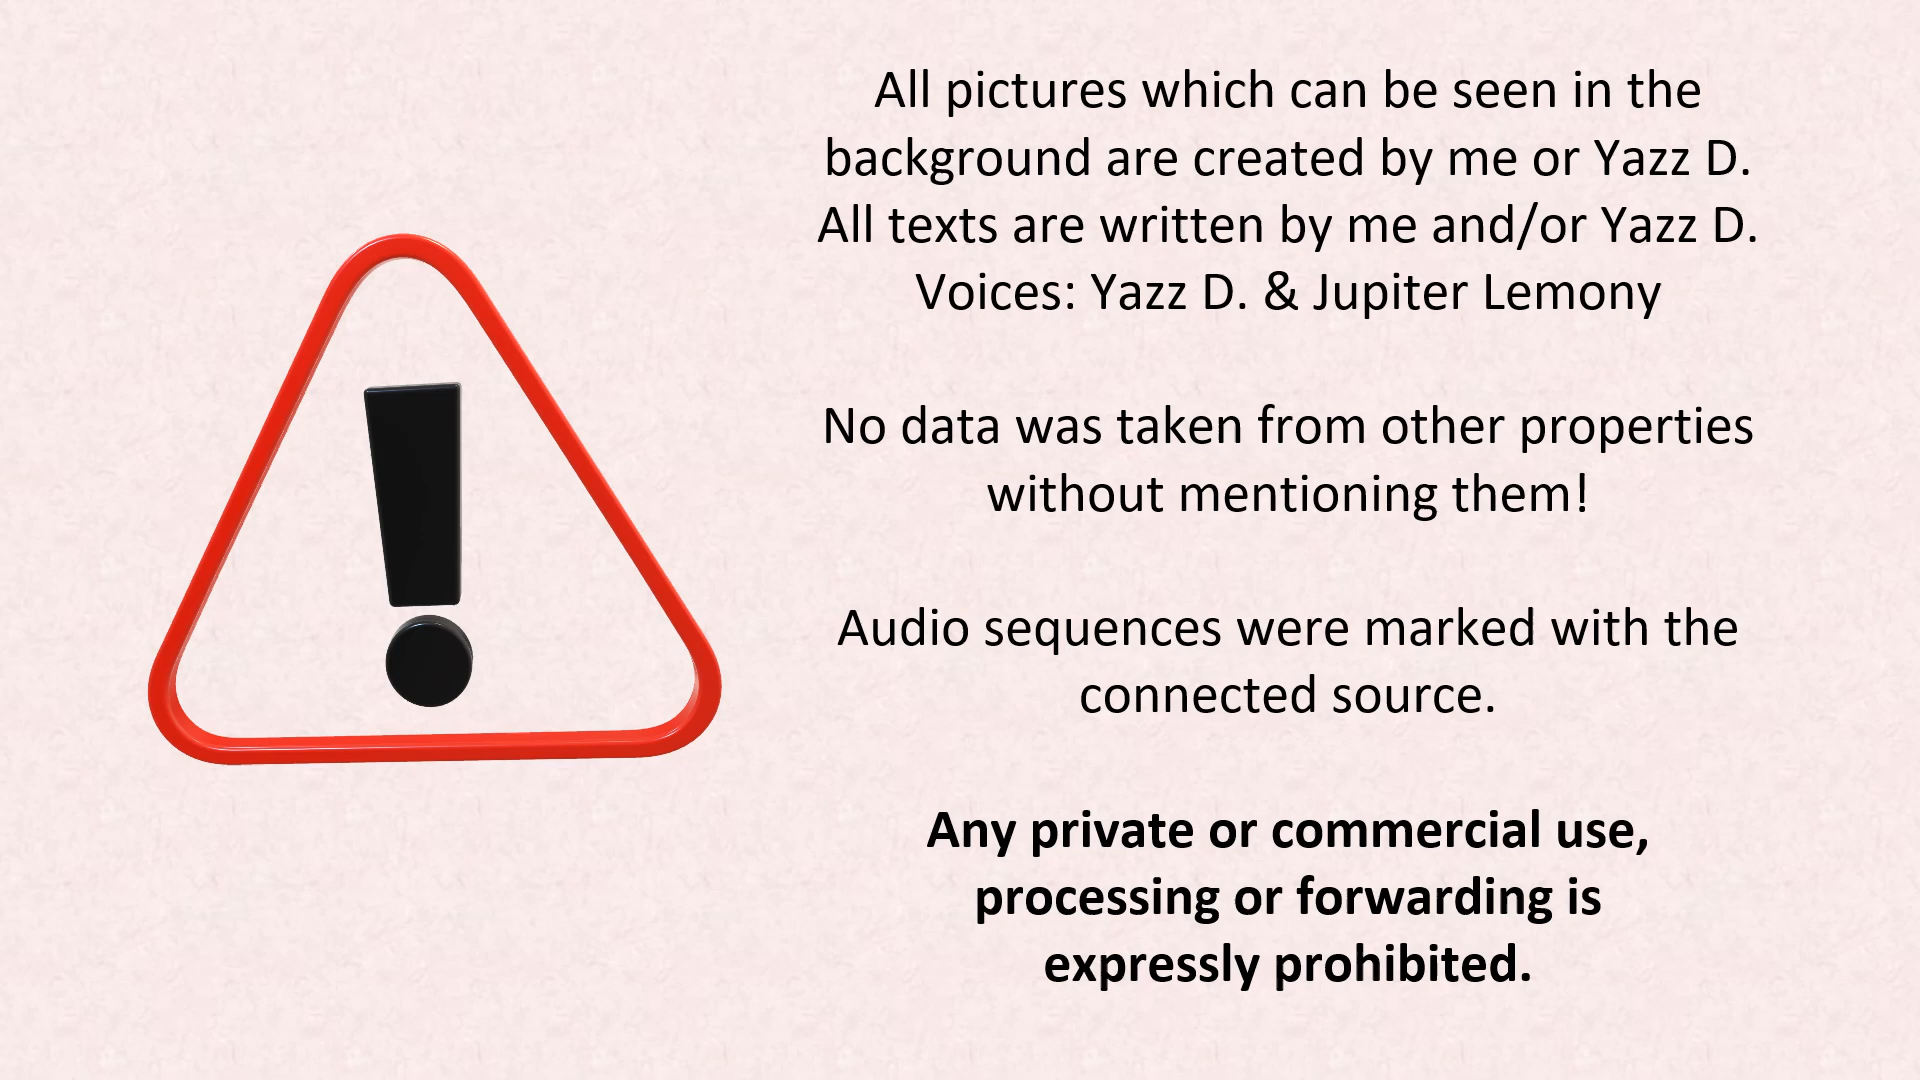 All pictures which can be seen in the
background are created by me or Yazz D.
All texts are written by me and/or Yazz D.
Voices: Yazz D. & Jupiter Lemony
No data was taken from other properties
without mentioning them!
Audio sequences were marked with the
connected source.
Any private or commercial use,
processing or forwarding is
expressly prohibited.